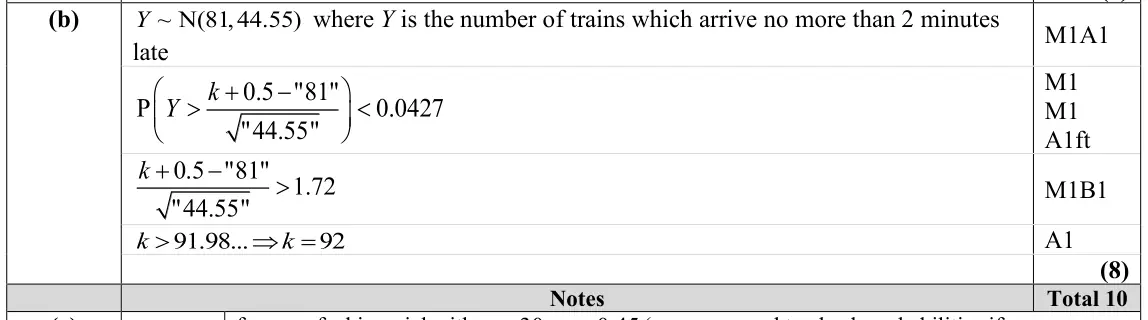 (b) Y ~ N(81, 44.55) where Y is the number of trains which arrive no more than 2 minutes
late
M1A1
P(Y > (k + 0.5 − "81") / √"44.55") < 0.0427
M1
M1
A1ft
(k + 0.5 − "81") / √"44.55" > 1.72
M1B1
k > 91.98... ⇒ k = 92
A1
(8)
Notes Total 10